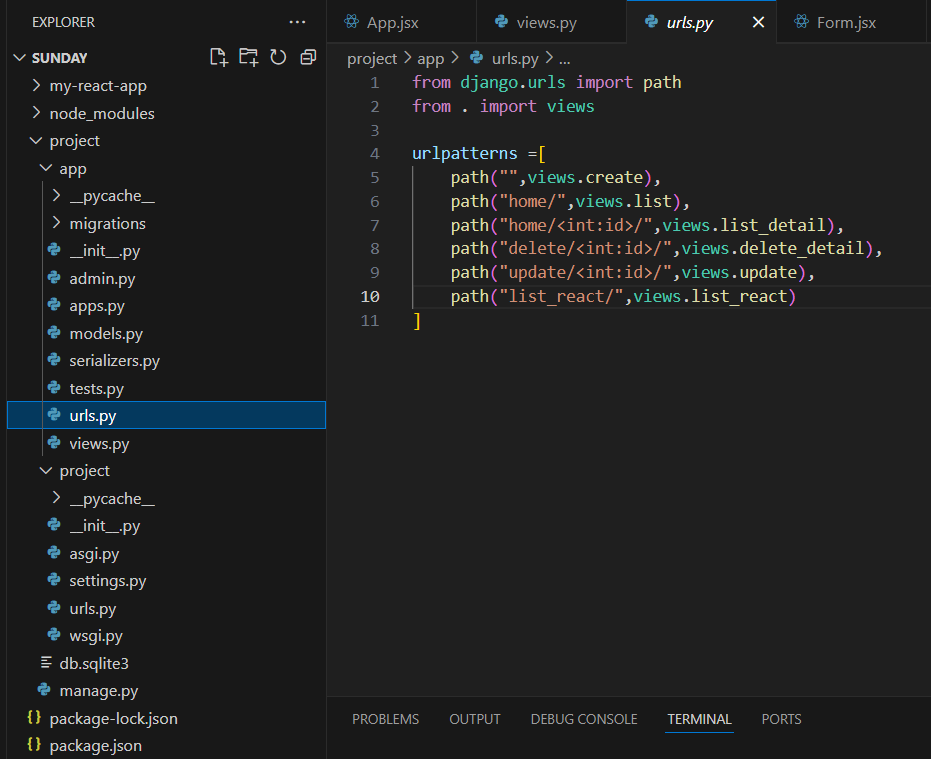 EXPLORER
···
SUNDAY
my-react-app
node_modules
project
app
__pycache__
migrations
__init__.py
admin.py
apps.py
models.py
serializers.py
tests.py
urls.py
views.py
project
__pycache__
__init__.py
asgi.py
settings.py
urls.py
wsgi.py
db.sqlite3
manage.py
{} package-lock.json
{} package.json
App.jsx
views.py
urls.py
Form.jsx
project > app > urls.py > ...
1 from django.urls import path
2 from . import views
3
4 urlpatterns =[
5 path("",views.create),
6 path("home/",views.list),
7 path("home/<int:id>/",views.list_detail),
8 path("delete/<int:id>/",views.delete_detail),
9 path("update/<int:id>/",views.update),
10 path("list_react/",views.list_react)
11 ]
PROBLEMS OUTPUT DEBUG CONSOLE TERMINAL PORTS